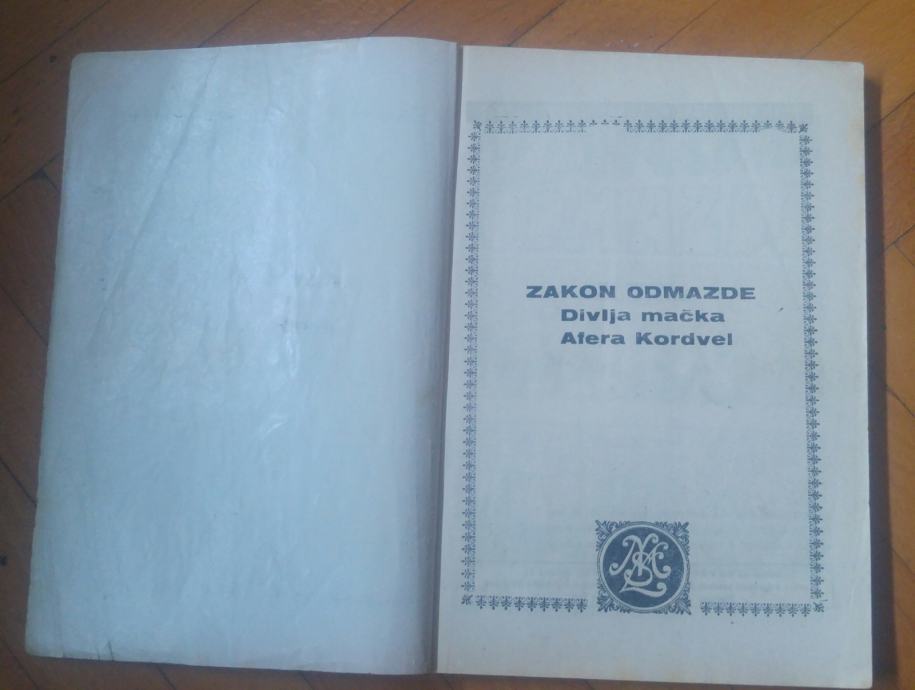 ZAKON ODMAZDE
Divlja mačka
Afera Kordvel